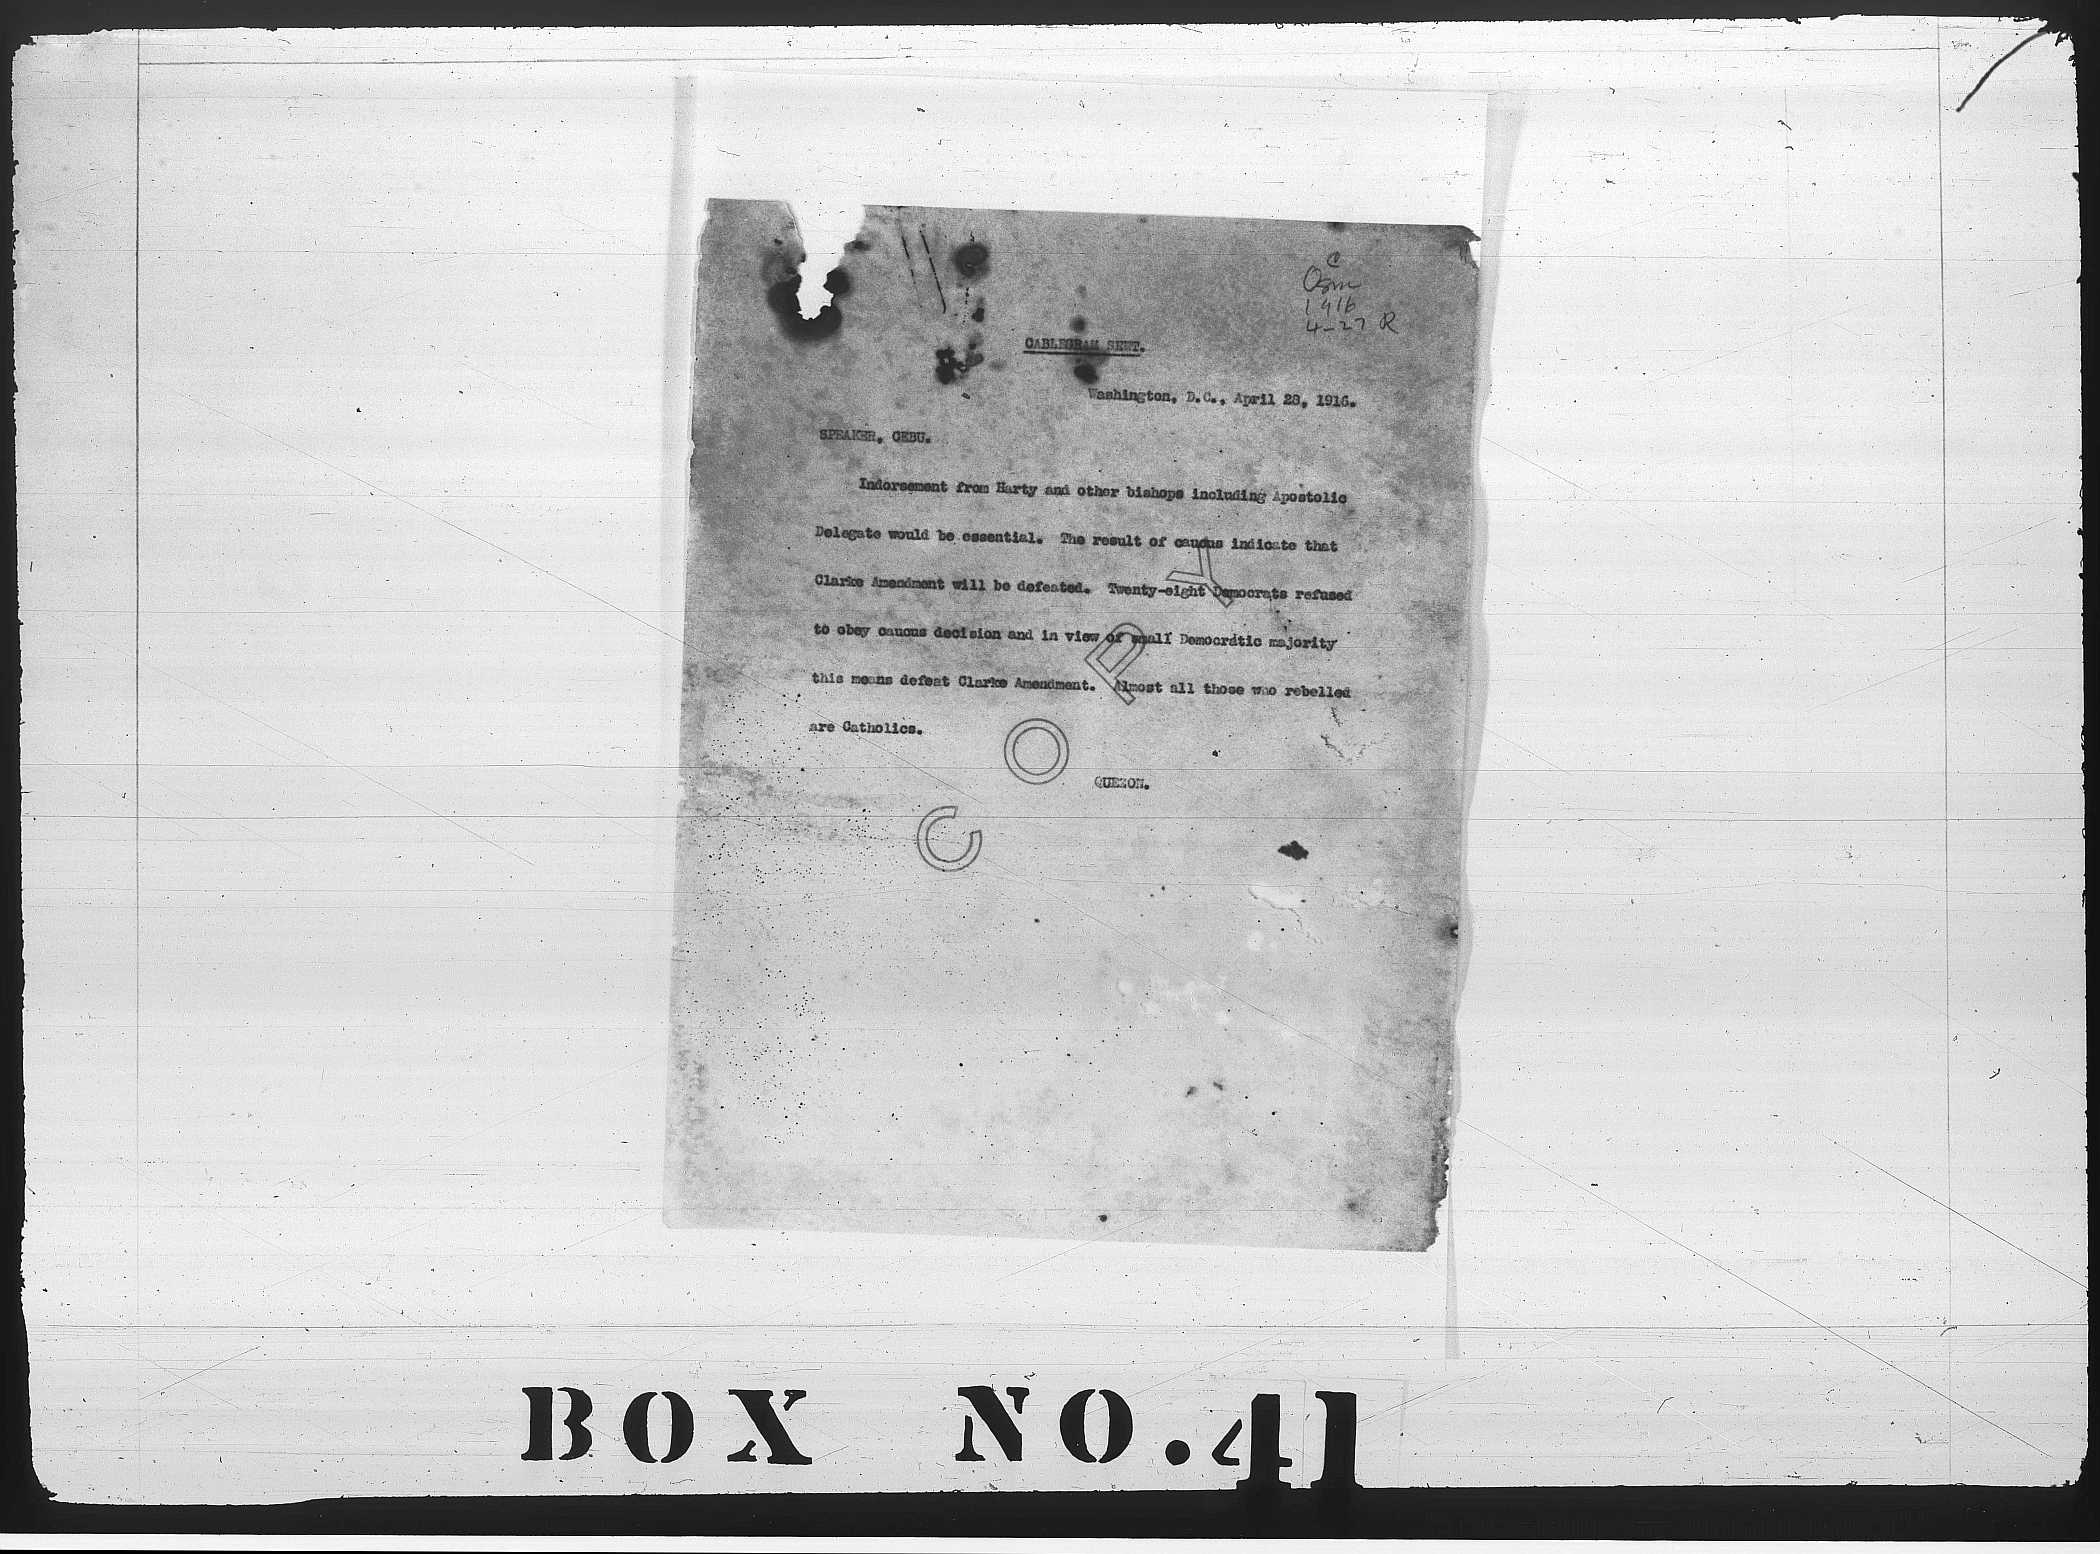 C
Osm
1916
4-27 R
CABLEGRAM SENT.
Washington, D.C., April 28, 1916.
SPEAKER, CEBU.
Indorsement from Harty and other bishops including Apostolic
Delegate would be essential. The result of caucus indicate that
Clarke Amendment will be defeated. Twenty-eight Democrats refused
to obey caucus decision and in view of small Democratic majority
this means defeat Clarke Amendment. Almost all those who rebelled
are Catholics.
QUEZON.
COPY
BOX NO. 41